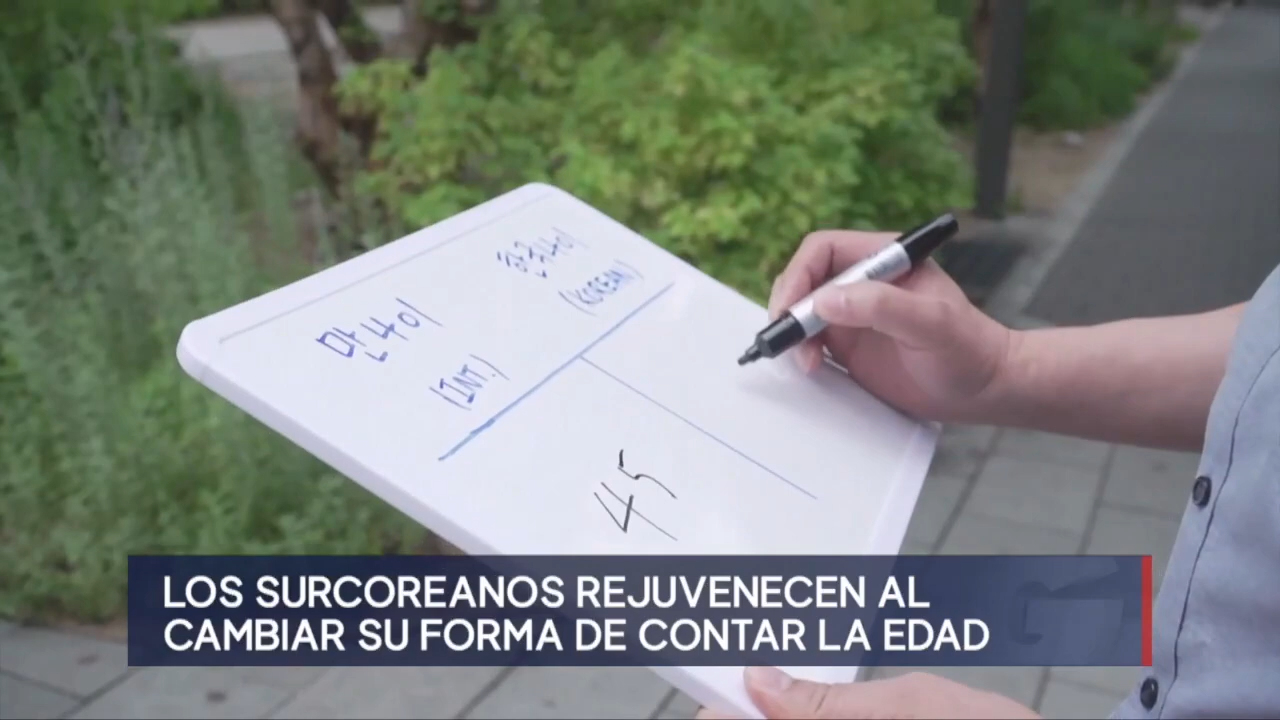 만나이
(INT.)
한국나이
(KOREAN)
45
LOS SURCOREANOS REJUVENECEN AL
CAMBIAR SU FORMA DE CONTAR LA EDAD